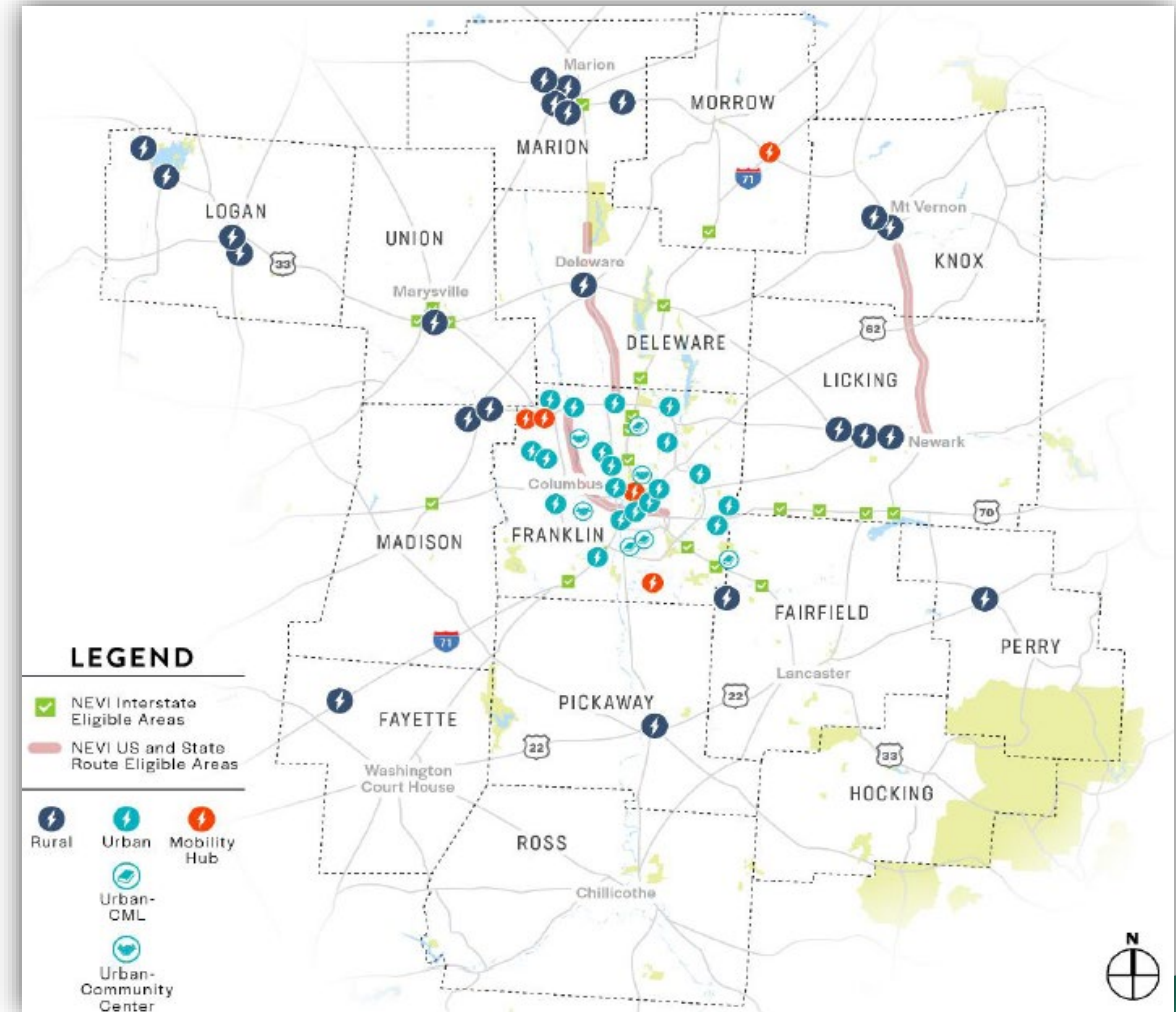 Marion
MORROW
MARION
71
LOGAN
Mt Vernon
UNION
33
KNOX
Deleware
Marysville
62
DELEWARE
LICKING
Newark
Columbus
70
MADISON
FRANKLIN
FAIRFIELD
71
PERRY
Lancaster
PICKAWAY
22
FAYETTE
22
33
Washington
Court House
HOCKING
ROSS
Chillicothe
LEGEND
NEVI Interstate
Eligible Areas
NEVI US and State
Route Eligible Areas
Rural
Urban
Mobility
Hub
Urban-
CML
Urban-
Community
Center
N